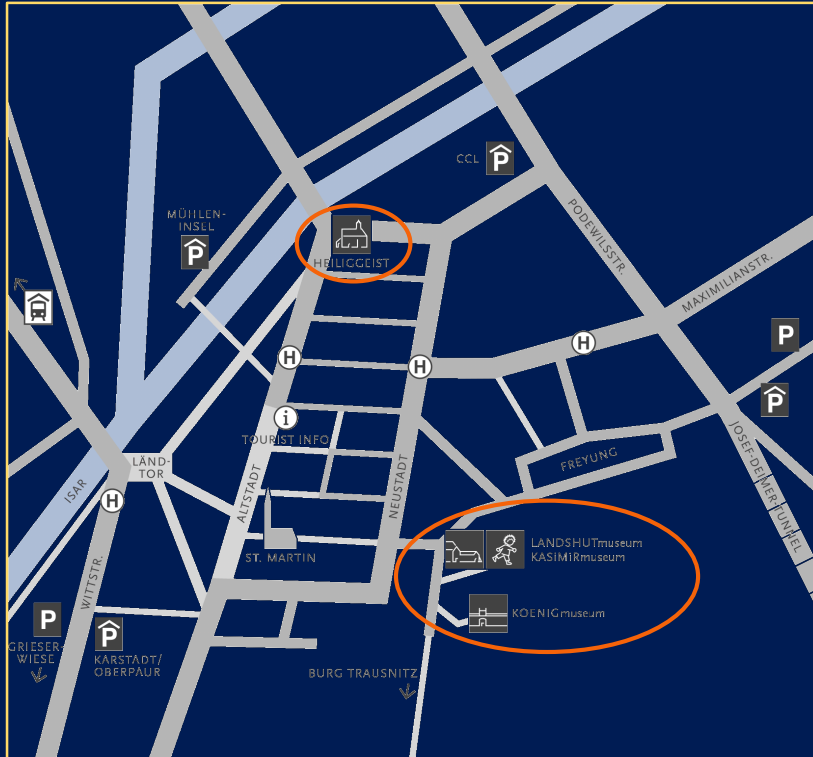 CCL
P
PODEWILSSTR.
MÜHLEN-
INSEL
P
HEILIGGEIST
MAXIMILIANSTR.
P
H
H
H
P
i
TOURIST INFO
LÄND-
TOR
ISAR
H
ALTSTADT
NEUSTADT
FREYUNG
JOSEF-DEIMER-TUNNEL
ST. MARTIN
LANDSHUTmuseum
KASIMIRmuseum
WITTSTR.
KOENIGmuseum
P
GRIESER-
WIESE
P
KARSTADT/
OBERPAUR
BURG TRAUSNITZ